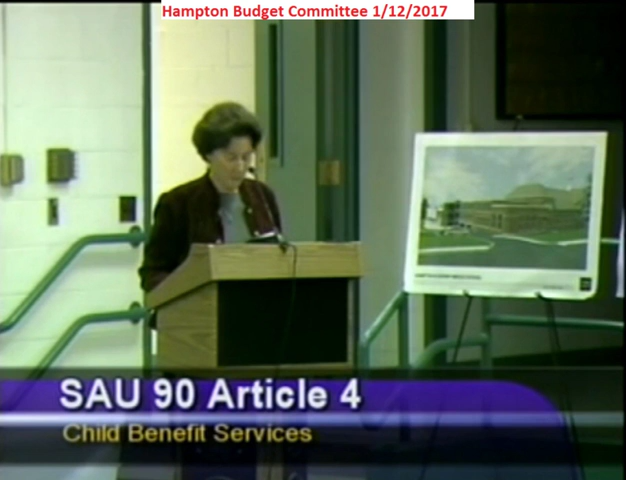 Hampton Budget Committee 1/12/2017
SAU 90 Article 4
Child Benefit Services